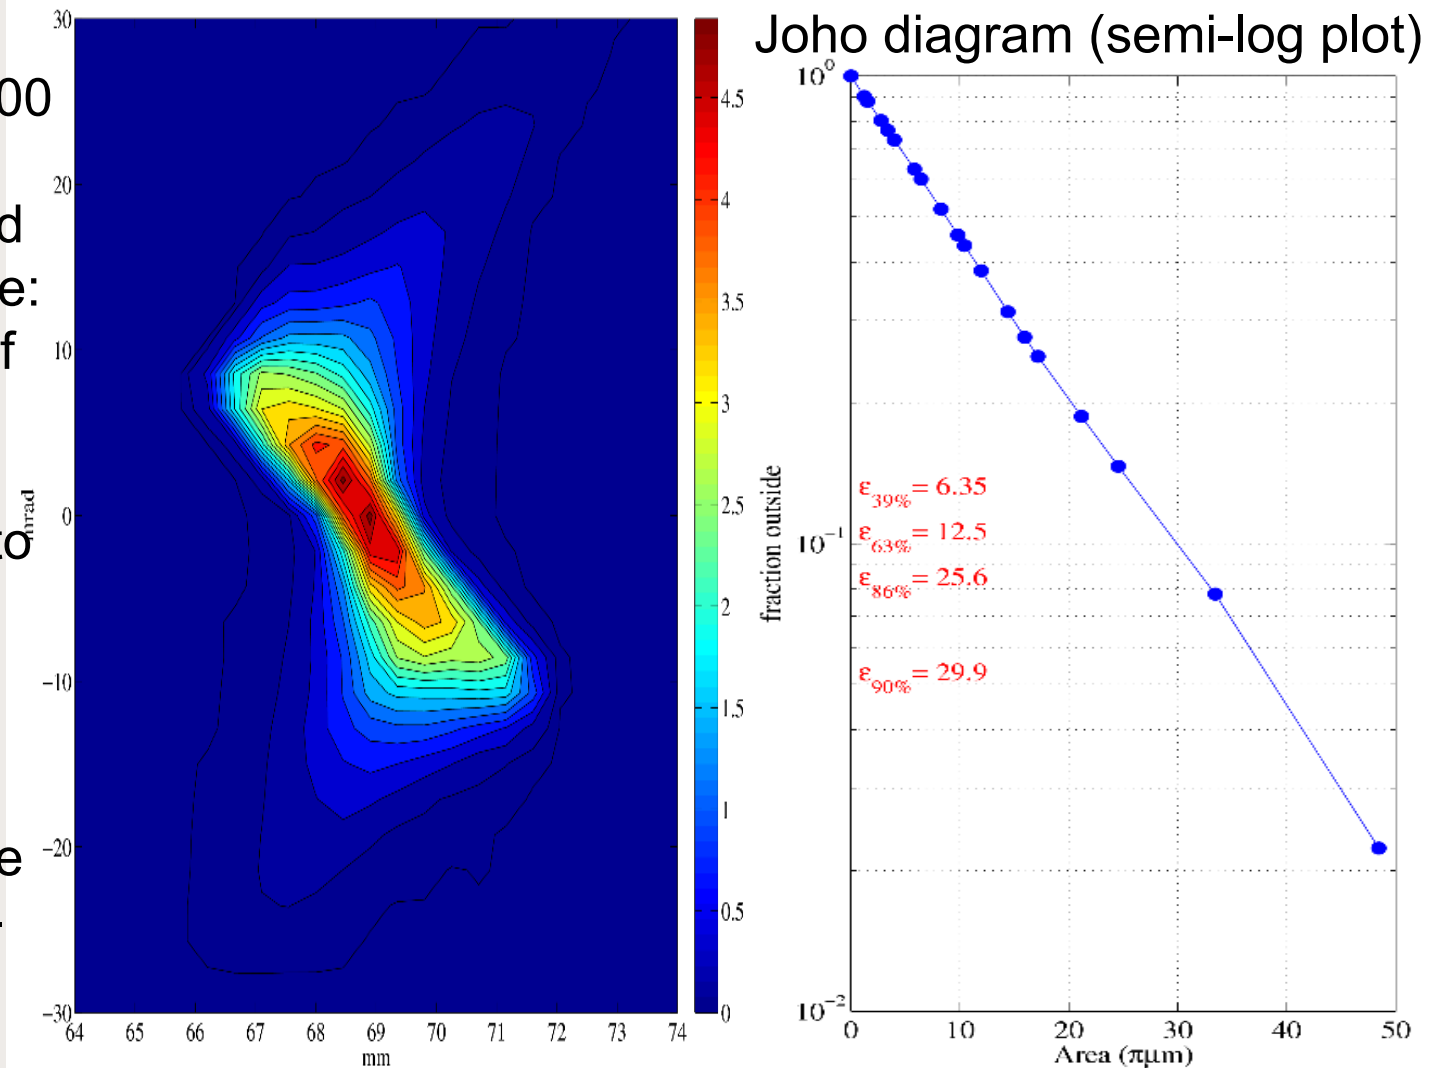 Joho diagram (semi-log plot)
00
d
e:
f
to
e
30
20
10
0
−10
−20
−30
mrad
64 65 66 67 68 69 70 71 72 73 74
mm
4.5
4
3.5
3
2.5
2
1.5
1
0.5
0
fraction outside
10⁰
10⁻¹
10⁻²
ε39%= 6.35
ε63%= 12.5
ε86%= 25.6
ε90%= 29.9
0 10 20 30 40 50
Area (πμm)